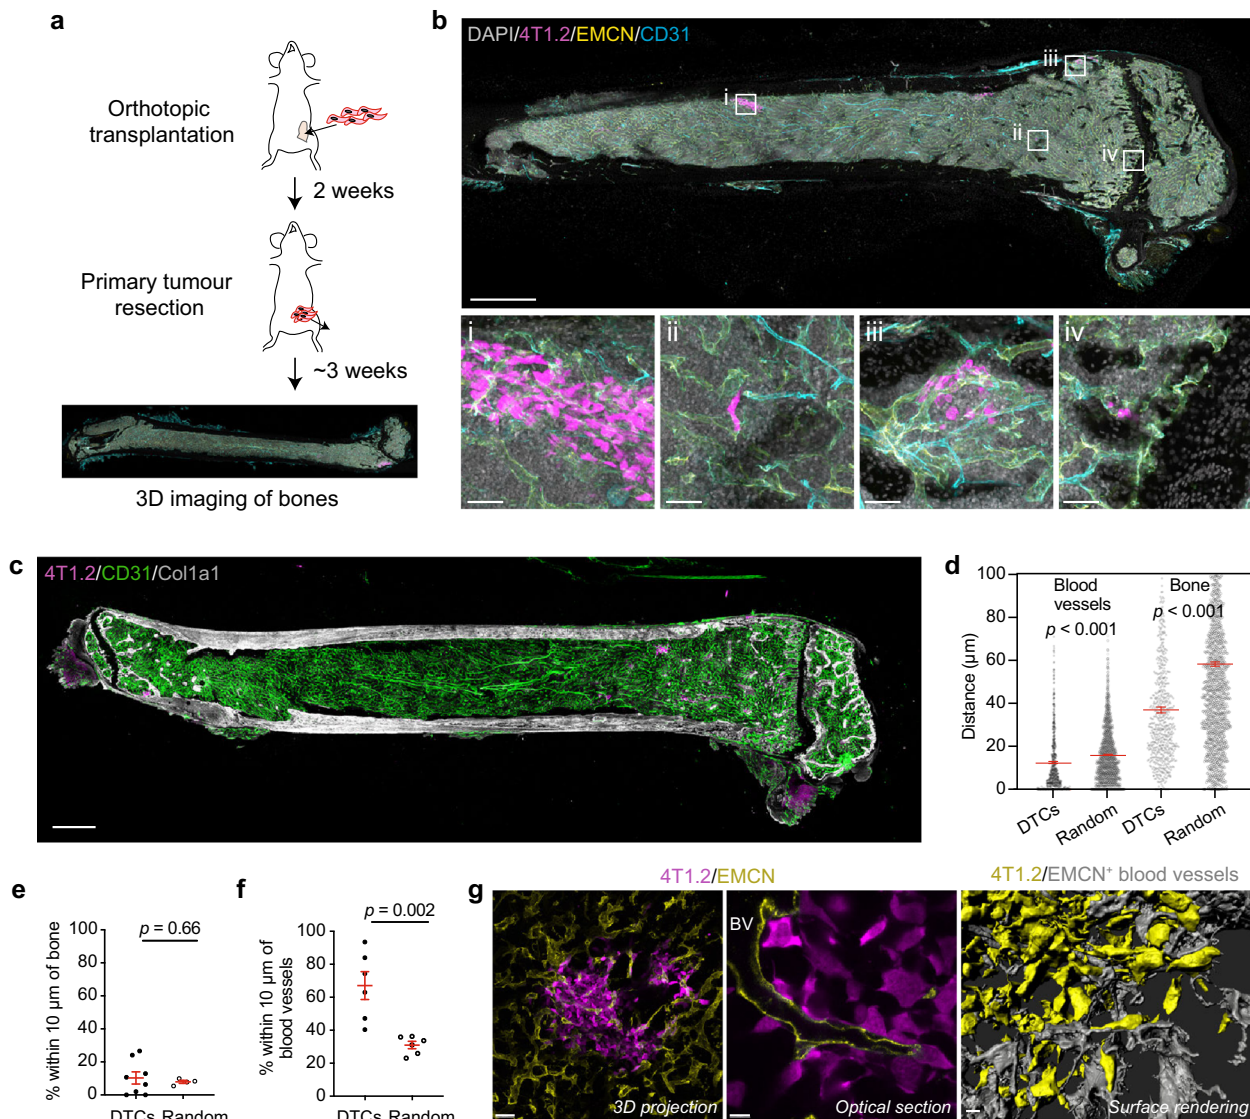 a
Orthotopic
transplantation
2 weeks
Primary tumour
resection
~3 weeks
3D imaging of bones
b
DAPI/4T1.2/EMCN/CD31
i
ii
iii
iv
i
ii
iii
iv
c
4T1.2/CD31/Col1a1
d
Distance (μm)
100
80
60
40
20
0
Blood
vessels
p < 0.001
Bone
p < 0.001
DTCs
Random
DTCs
Random
e
% within 10 μm of bone
100
80
60
40
20
0
p = 0.66
DTCs
Random
f
% within 10 μm of
blood vessels
100
80
60
40
20
0
p = 0.002
DTCs
Random
g
4T1.2/EMCN
3D projection
BV
Optical section
4T1.2/EMCN⁺ blood vessels
Surface rendering